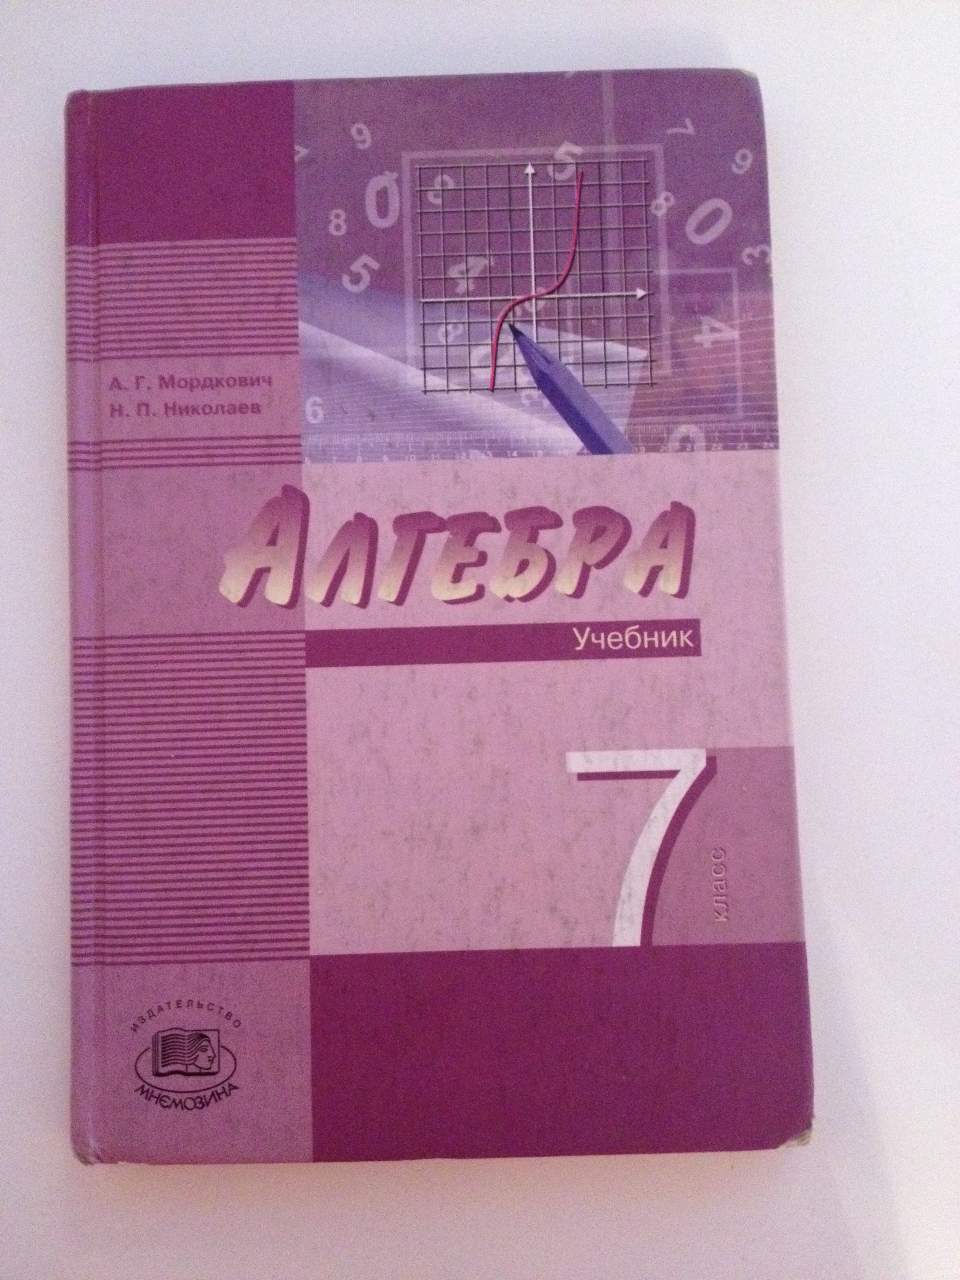 А. Г. Мордкович
Н. П. Николаев
АЛГЕБРА
Учебник
7
класс
ИЗДАТЕЛЬСТВО
МНЕМОЗИНА